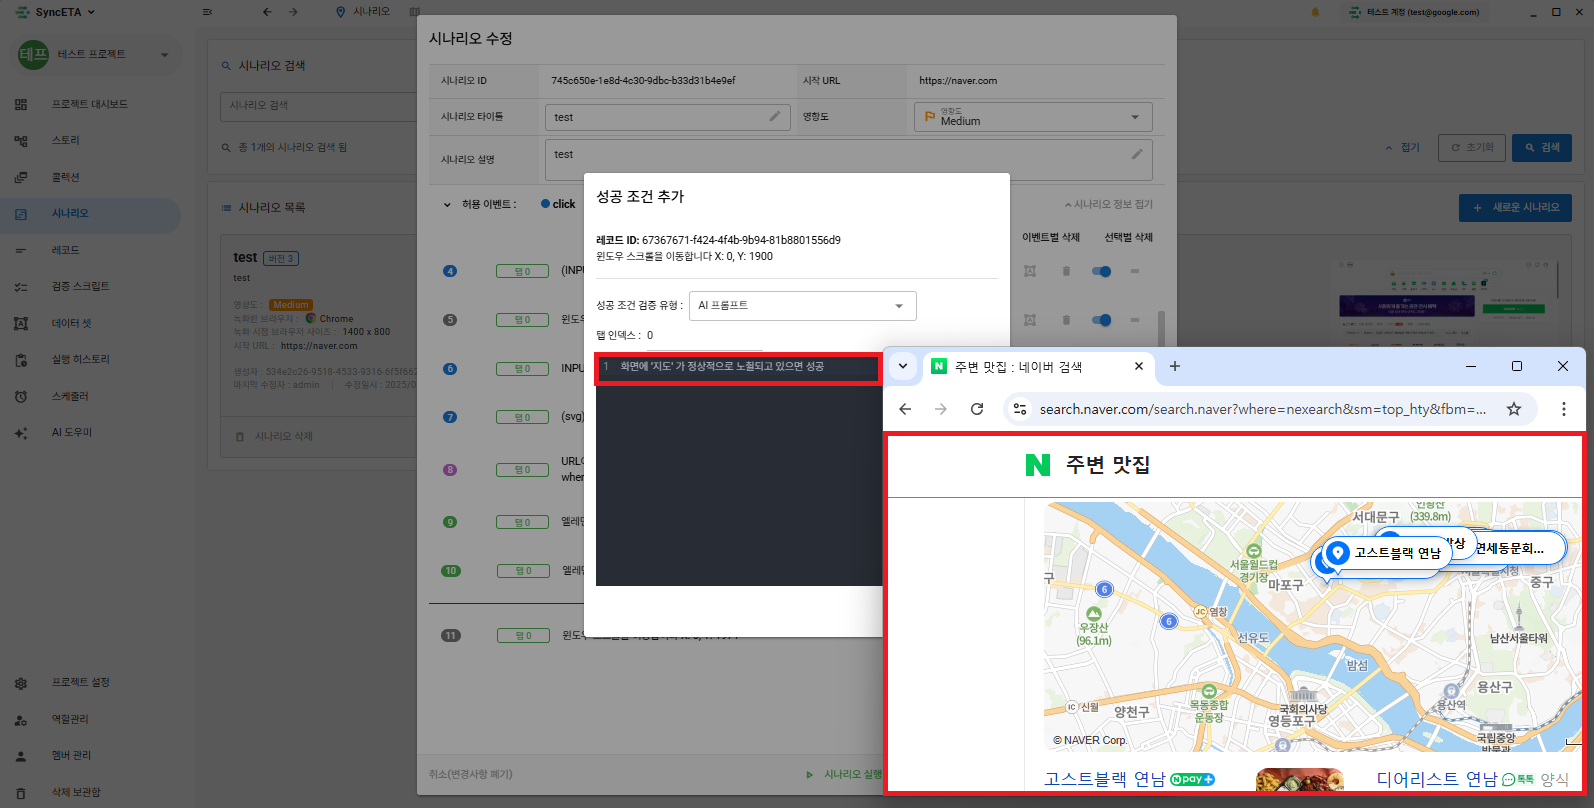 SyncETA
시나리오
테스트 계정 (test@google.com)
테프
테스트 프로젝트
프로젝트 대시보드
스토리
콜렉션
시나리오
레코드
검증 스크립트
데이터 셋
실행 히스토리
스케줄러
AI 도우미
프로젝트 설정
역할관리
멤버 관리
삭제 보관함
시나리오 검색
시나리오 검색
총 1개의 시나리오 검색 됨
접기
초기화
검색
시나리오 목록
새로운 시나리오
test
버전 3
test
영향도 :
Medium
녹화한 브라우저 :
Chrome
녹화 시점 브라우저 사이즈 : 1400 x 800
시작 URL : https://naver.com
생성자 : 534e2c26-9518-4533-9316-6f5f662
마지막 수정자 : admin
수정일시 : 2025/0
시나리오 삭제
시나리오 수정
시나리오 ID
745c650e-1e8d-4c30-9dbc-b33d31b4e9ef
시작 URL
https://naver.com
시나리오 타이틀
test
영향도
영향도
Medium
시나리오 설명
test
허용 이벤트 :
click
시나리오 정보 접기
이벤트별 삭제
선택별 삭제
4
탭 0
(INPU
5
탭 0
윈도우
6
탭 0
INPU
7
탭 0
(svg)
8
탭 0
URL이
wher
9
탭 0
엘레먼
10
탭 0
엘레먼
11
탭 0
취소(변경사항 폐기)
시나리오 실행
성공 조건 추가
레코드 ID: 67367671-f424-4f4b-9b94-81b8801556d9
윈도우 스크롤을 이동합니다 X: 0, Y: 1900
성공 조건 검증 유형 :
AI 프롬프트
탭 인덱스 : 0
1 화면에 '지도' 가 정상적으로 노출되고 있으면 성공
주변 맛집 : 네이버 검색
search.naver.com/search.naver?where=nexearch&sm=top_hty&fbm=...
N 주변 맛집
서대문구
인왕산
(339.8m)
고스트블랙 연남
상
연세동문회...
서울월드컵
경기장
마포구
중구
구
6
우장산
(96.1m)
JC 염창
6
선유도
남산서울타워
밤섬
IC 신월
양천구
목동종합
운동장
국회의사당
영등포구
용산역
용산구
국립중앙
박물관
© NAVER Corp.
고스트블랙 연남
N pay +
디어리스트 연남
톡톡
양식